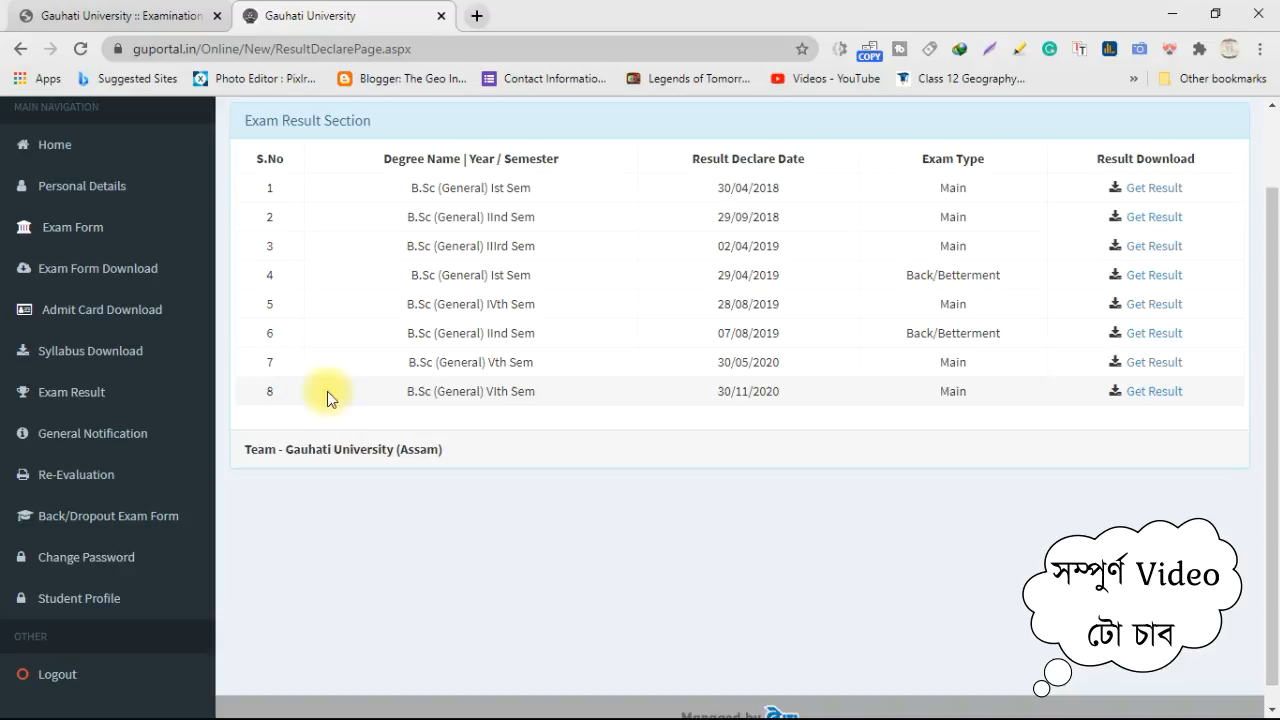 Gauhati University :: Examination
Gauhati University
guportal.in/Online/New/ResultDeclarePage.aspx
COPY
Apps
Suggested Sites
Photo Editor : Pixlr...
Blogger: The Geo In...
Contact Informatio...
Legends of Tomorr...
Videos - YouTube
Class 12 Geography,...
»
Other bookmarks
MAIN NAVIGATION
Home
Personal Details
Exam Form
Exam Form Download
Admit Card Download
Syllabus Download
Exam Result
General Notification
Re-Evaluation
Back/Dropout Exam Form
Change Password
Student Profile
OTHER
Logout
Exam Result Section
S.No Degree Name | Year / Semester Result Declare Date Exam Type Result Download
1 B.Sc (General) Ist Sem 30/04/2018 Main Get Result
2 B.Sc (General) IInd Sem 29/09/2018 Main Get Result
3 B.Sc (General) IIIrd Sem 02/04/2019 Main Get Result
4 B.Sc (General) Ist Sem 29/04/2019 Back/Betterment Get Result
5 B.Sc (General) IVth Sem 28/08/2019 Main Get Result
6 B.Sc (General) IInd Sem 07/08/2019 Back/Betterment Get Result
7 B.Sc (General) Vth Sem 30/05/2020 Main Get Result
8 B.Sc (General) VIth Sem 30/11/2020 Main Get Result
Team - Gauhati University (Assam)
সম্পুৰ্ণ Video
টো চাব
Managed by